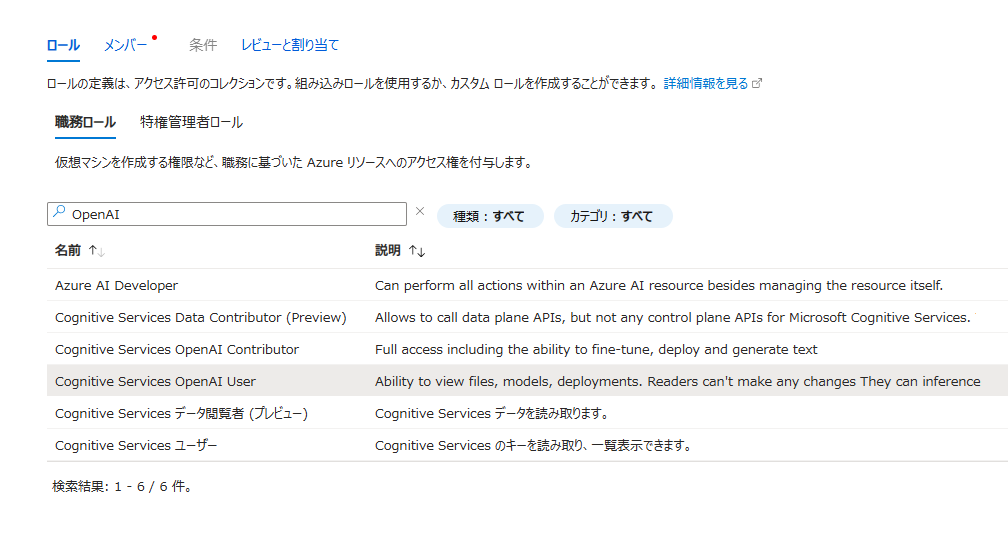 ロール メンバー 条件 レビューと割り当て
ロールの定義は、アクセス許可のコレクションです。組み込みロールを使用するか、カスタム ロールを作成することができます。 詳細情報を見る
職務ロール 特権管理者ロール
仮想マシンを作成する権限など、職務に基づいた Azure リソースへのアクセス権を付与します。
OpenAI × 種類 : すべて カテゴリ : すべて
名前 ↑↓ 説明 ↑↓
Azure AI Developer Can perform all actions within an Azure AI resource besides managing the resource itself.
Cognitive Services Data Contributor (Preview) Allows to call data plane APIs, but not any control plane APIs for Microsoft Cognitive Services.
Cognitive Services OpenAI Contributor Full access including the ability to fine-tune, deploy and generate text
Cognitive Services OpenAI User Ability to view files, models, deployments. Readers can't make any changes They can inference
Cognitive Services データ閲覧者 (プレビュー) Cognitive Services データを読み取ります。
Cognitive Services ユーザー Cognitive Services のキーを読み取り、一覧表示できます。
検索結果: 1 - 6 / 6 件。